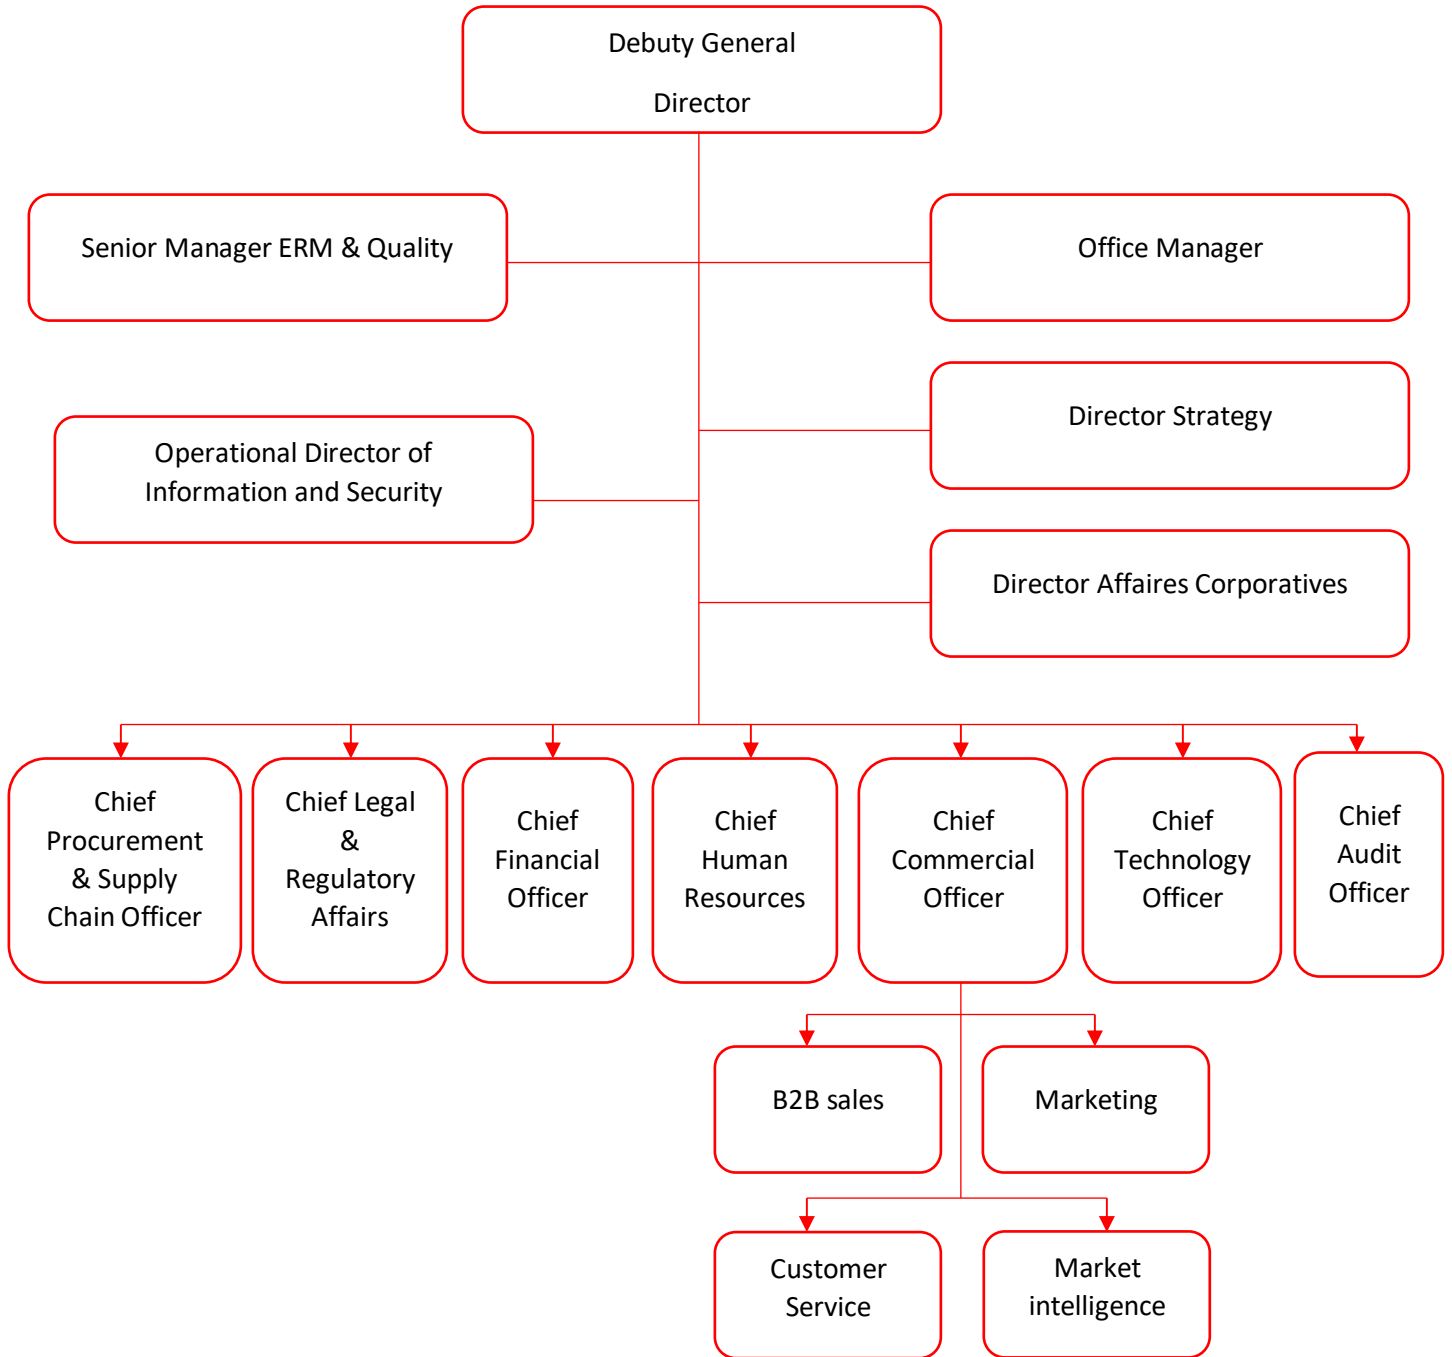 Debuty General
Director
Senior Manager ERM & Quality
Office Manager
Director Strategy
Operational Director of
Information and Security
Director Affaires Corporatives
Chief
Procurement
& Supply
Chain Officer
Chief Legal
&
Regulatory
Affairs
Chief
Financial
Officer
Chief
Human
Resources
Chief
Commercial
Officer
Chief
Technology
Officer
Chief
Audit
Officer
B2B sales
Marketing
Customer
Service
Market
intelligence